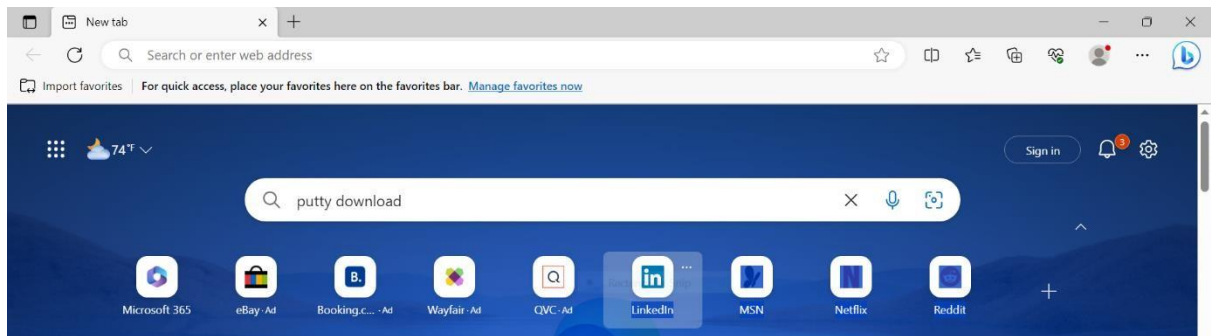 New tab
Search or enter web address
Import favorites For quick access, place your favorites here on the favorites bar. Manage favorites now
74°F Sign in 3
putty download
Microsoft 365 eBay · Ad Booking.c... · Ad Wayfair · Ad QVC · Ad LinkedIn MSN Netflix Reddit